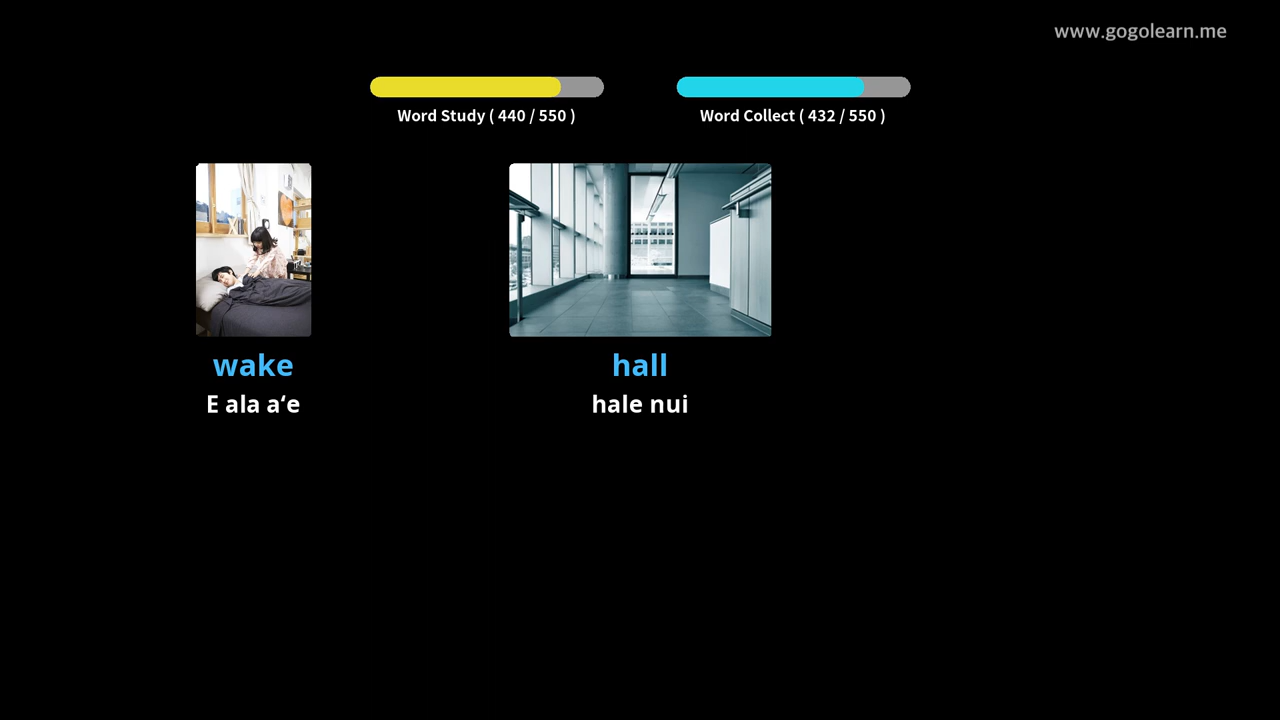 www.gogolearn.me
Word Study ( 440 / 550 )
Word Collect ( 432 / 550 )
wake
E ala aʻe
hall
hale nui